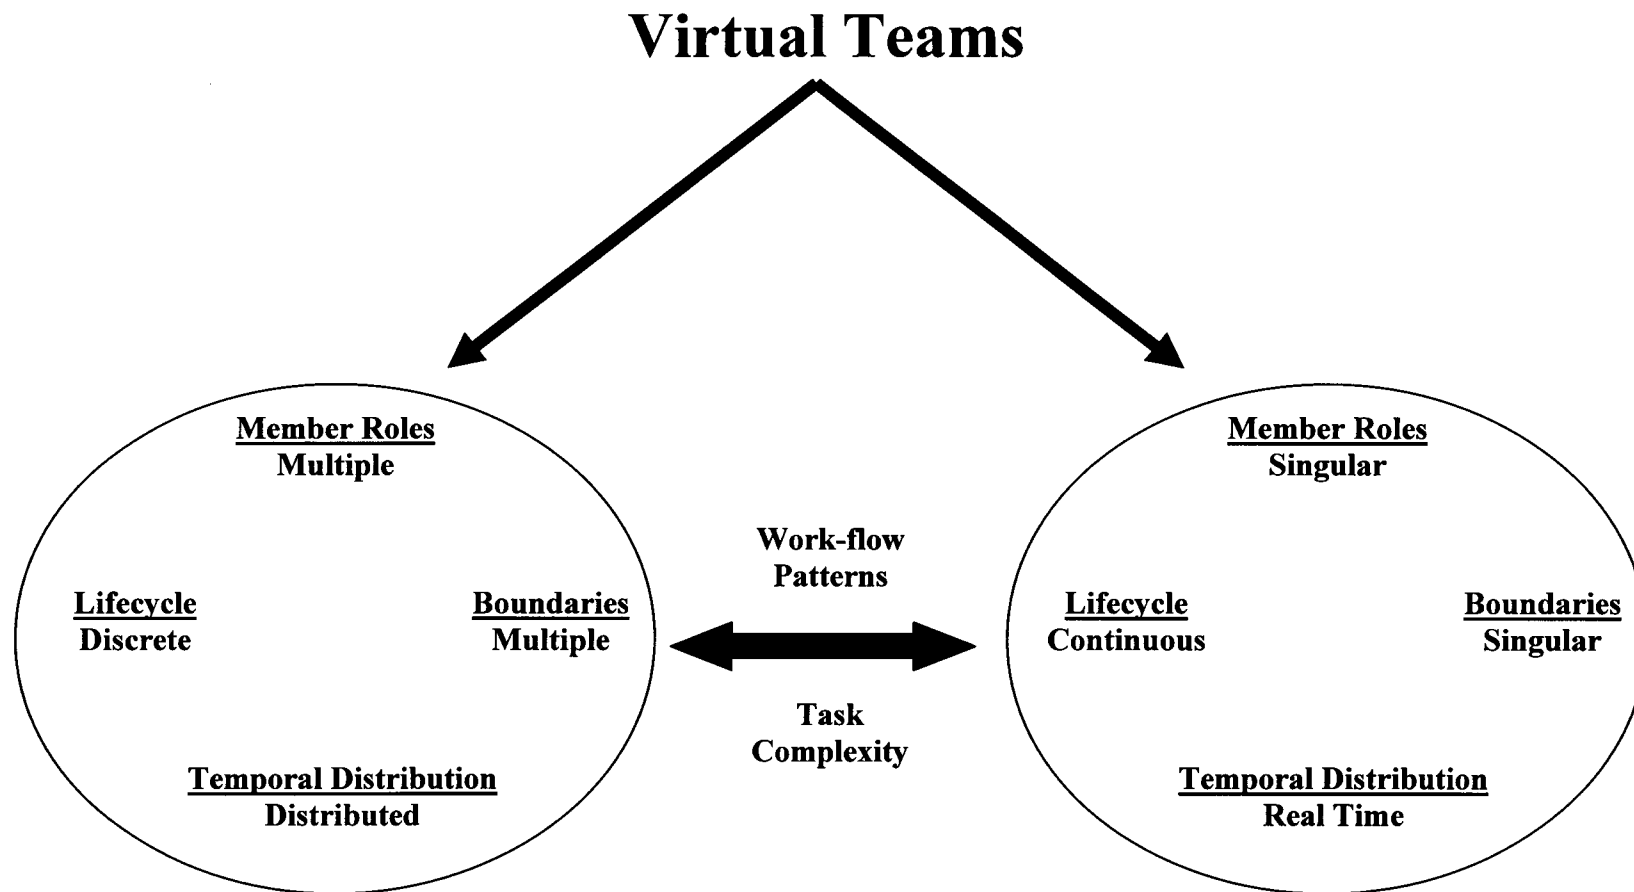 Virtual Teams
Member Roles
Multiple
Lifecycle
Discrete
Boundaries
Multiple
Temporal Distribution
Distributed
Work-flow
Patterns
Task
Complexity
Member Roles
Singular
Lifecycle
Continuous
Boundaries
Singular
Temporal Distribution
Real Time